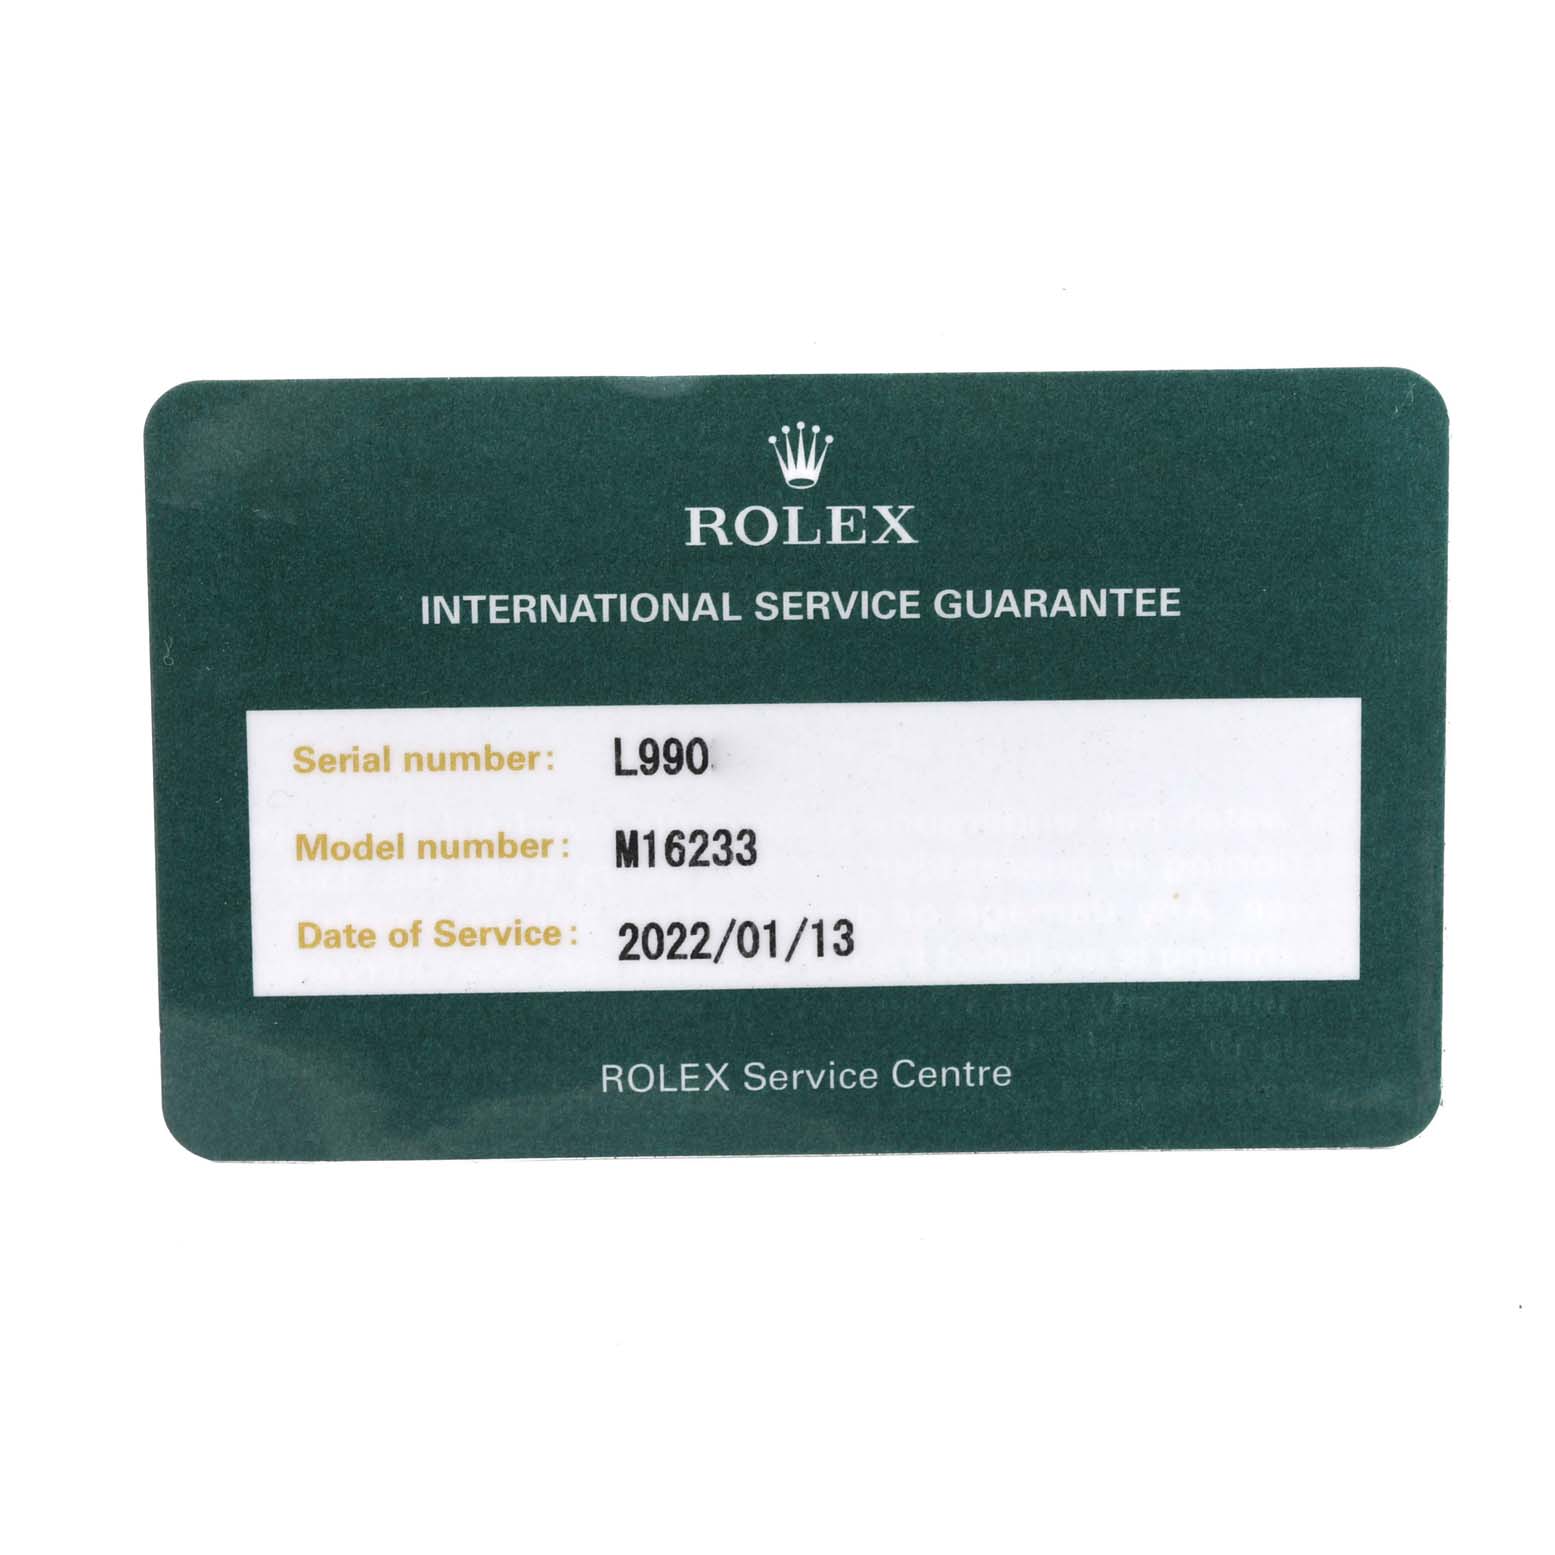 ROLEX
INTERNATIONAL SERVICE GUARANTEE
Serial number: L990
Model number: M16233
Date of Service: 2022/01/13
ROLEX Service Centre